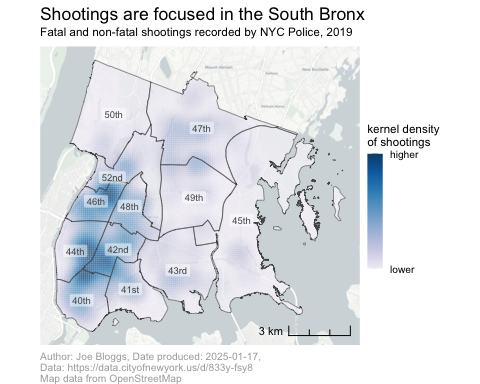 Shootings are focused in the South Bronx
Fatal and non-fatal shootings recorded by NYC Police, 2019
50th
47th
52nd
46th
48th
49th
45th
44th
42nd
43rd
41st
40th
3 km
kernel density
of shootings
higher
lower
Author: Joe Bloggs, Date produced: 2025-01-17,
Data: https://data.cityofnewyork.us/d/833y-fsy8
Map data from OpenStreetMap